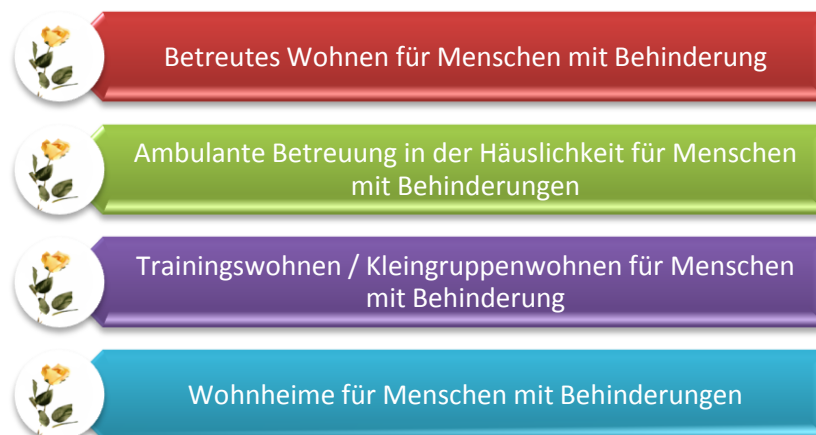 Betreutes Wohnen für Menschen mit Behinderung
Ambulante Betreuung in der Häuslichkeit für Menschen
mit Behinderungen
Trainingswohnen / Kleingruppenwohnen für Menschen
mit Behinderung
Wohnheime für Menschen mit Behinderungen